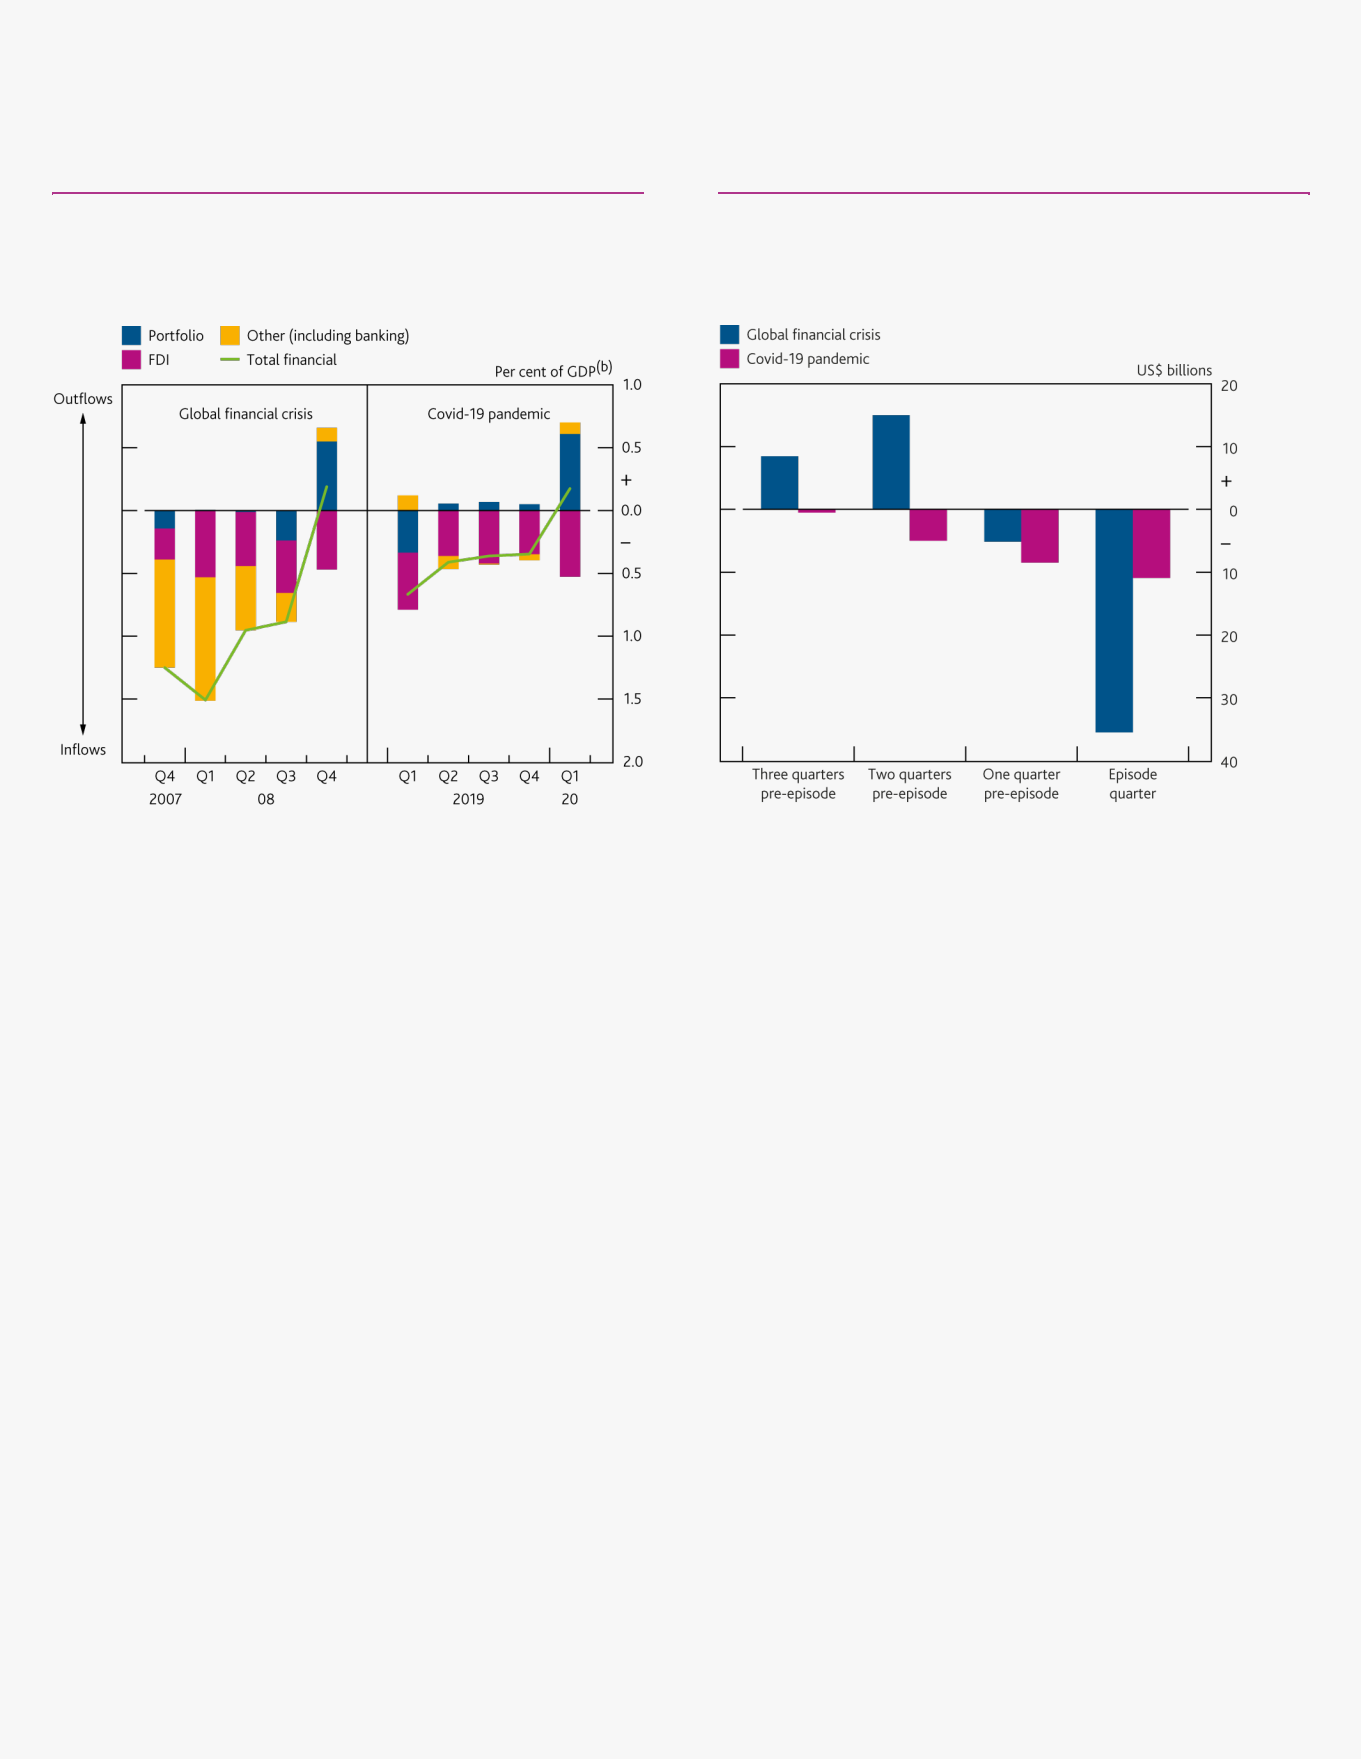 Portfolio
Other (including banking)
FDI
Total financial
Per cent of GDP(b)
Outflows
Inflows
Global financial crisis
Covid-19 pandemic
1.0
0.5
+
0.0
–
0.5
1.0
1.5
2.0
Q4 Q1 Q2 Q3 Q4 Q1 Q2 Q3 Q4 Q1
2007 08 2019 20
Global financial crisis
Covid-19 pandemic
US$ billions
20
10
+
0
–
10
20
30
40
Three quarters pre-episode
Two quarters pre-episode
One quarter pre-episode
Episode quarter